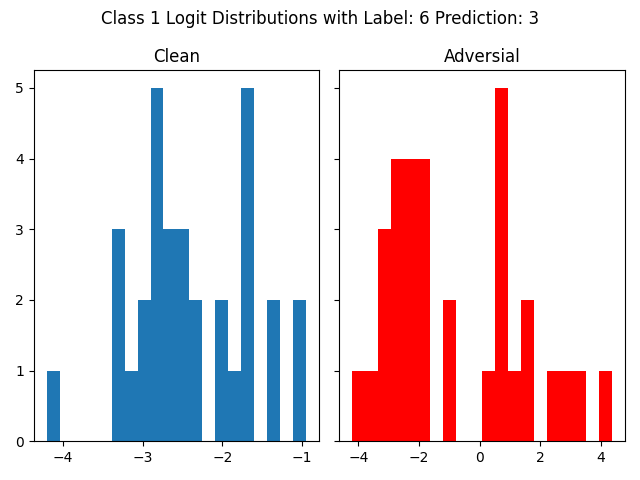 Class 1 Logit Distributions with Label: 6 Prediction: 3
Clean
Adversial
5
4
3
2
1
0
−4 −3 −2 −1
−4 −2 0 2 4